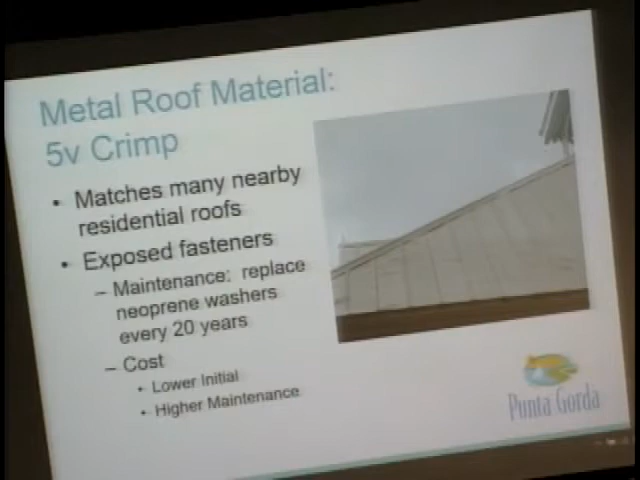 Metal Roof Material:
5v Crimp
• Matches many nearby
residential roofs
• Exposed fasteners
– Maintenance: replace
neoprene washers
every 20 years
– Cost
• Lower Initial
• Higher Maintenance
Punta Gorda